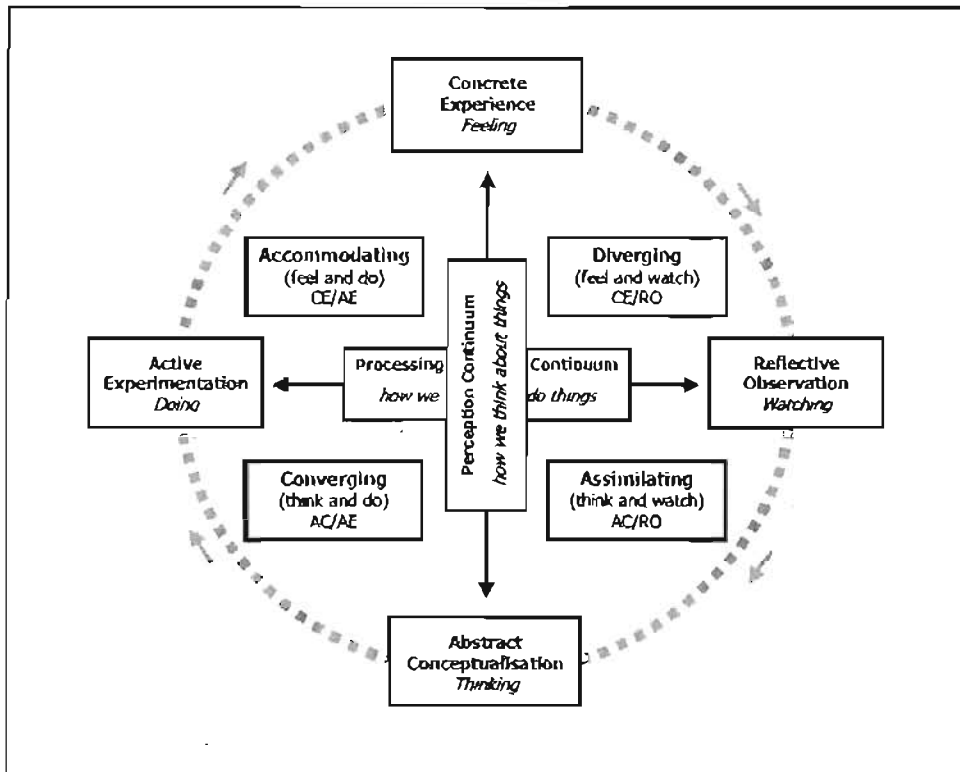 Concrete
Experience
Feeling
Accommodating
(feel and do)
CE/AE
Diverging
(feel and watch)
CE/RO
Perception Continuum
how we think about things
Active
Experimentation
Doing
Processing Continuum
how we do things
Reflective
Observation
Watching
Converging
(think and do)
AC/AE
Assimilating
(think and watch)
AC/RO
Abstract
Conceptualisation
Thinking